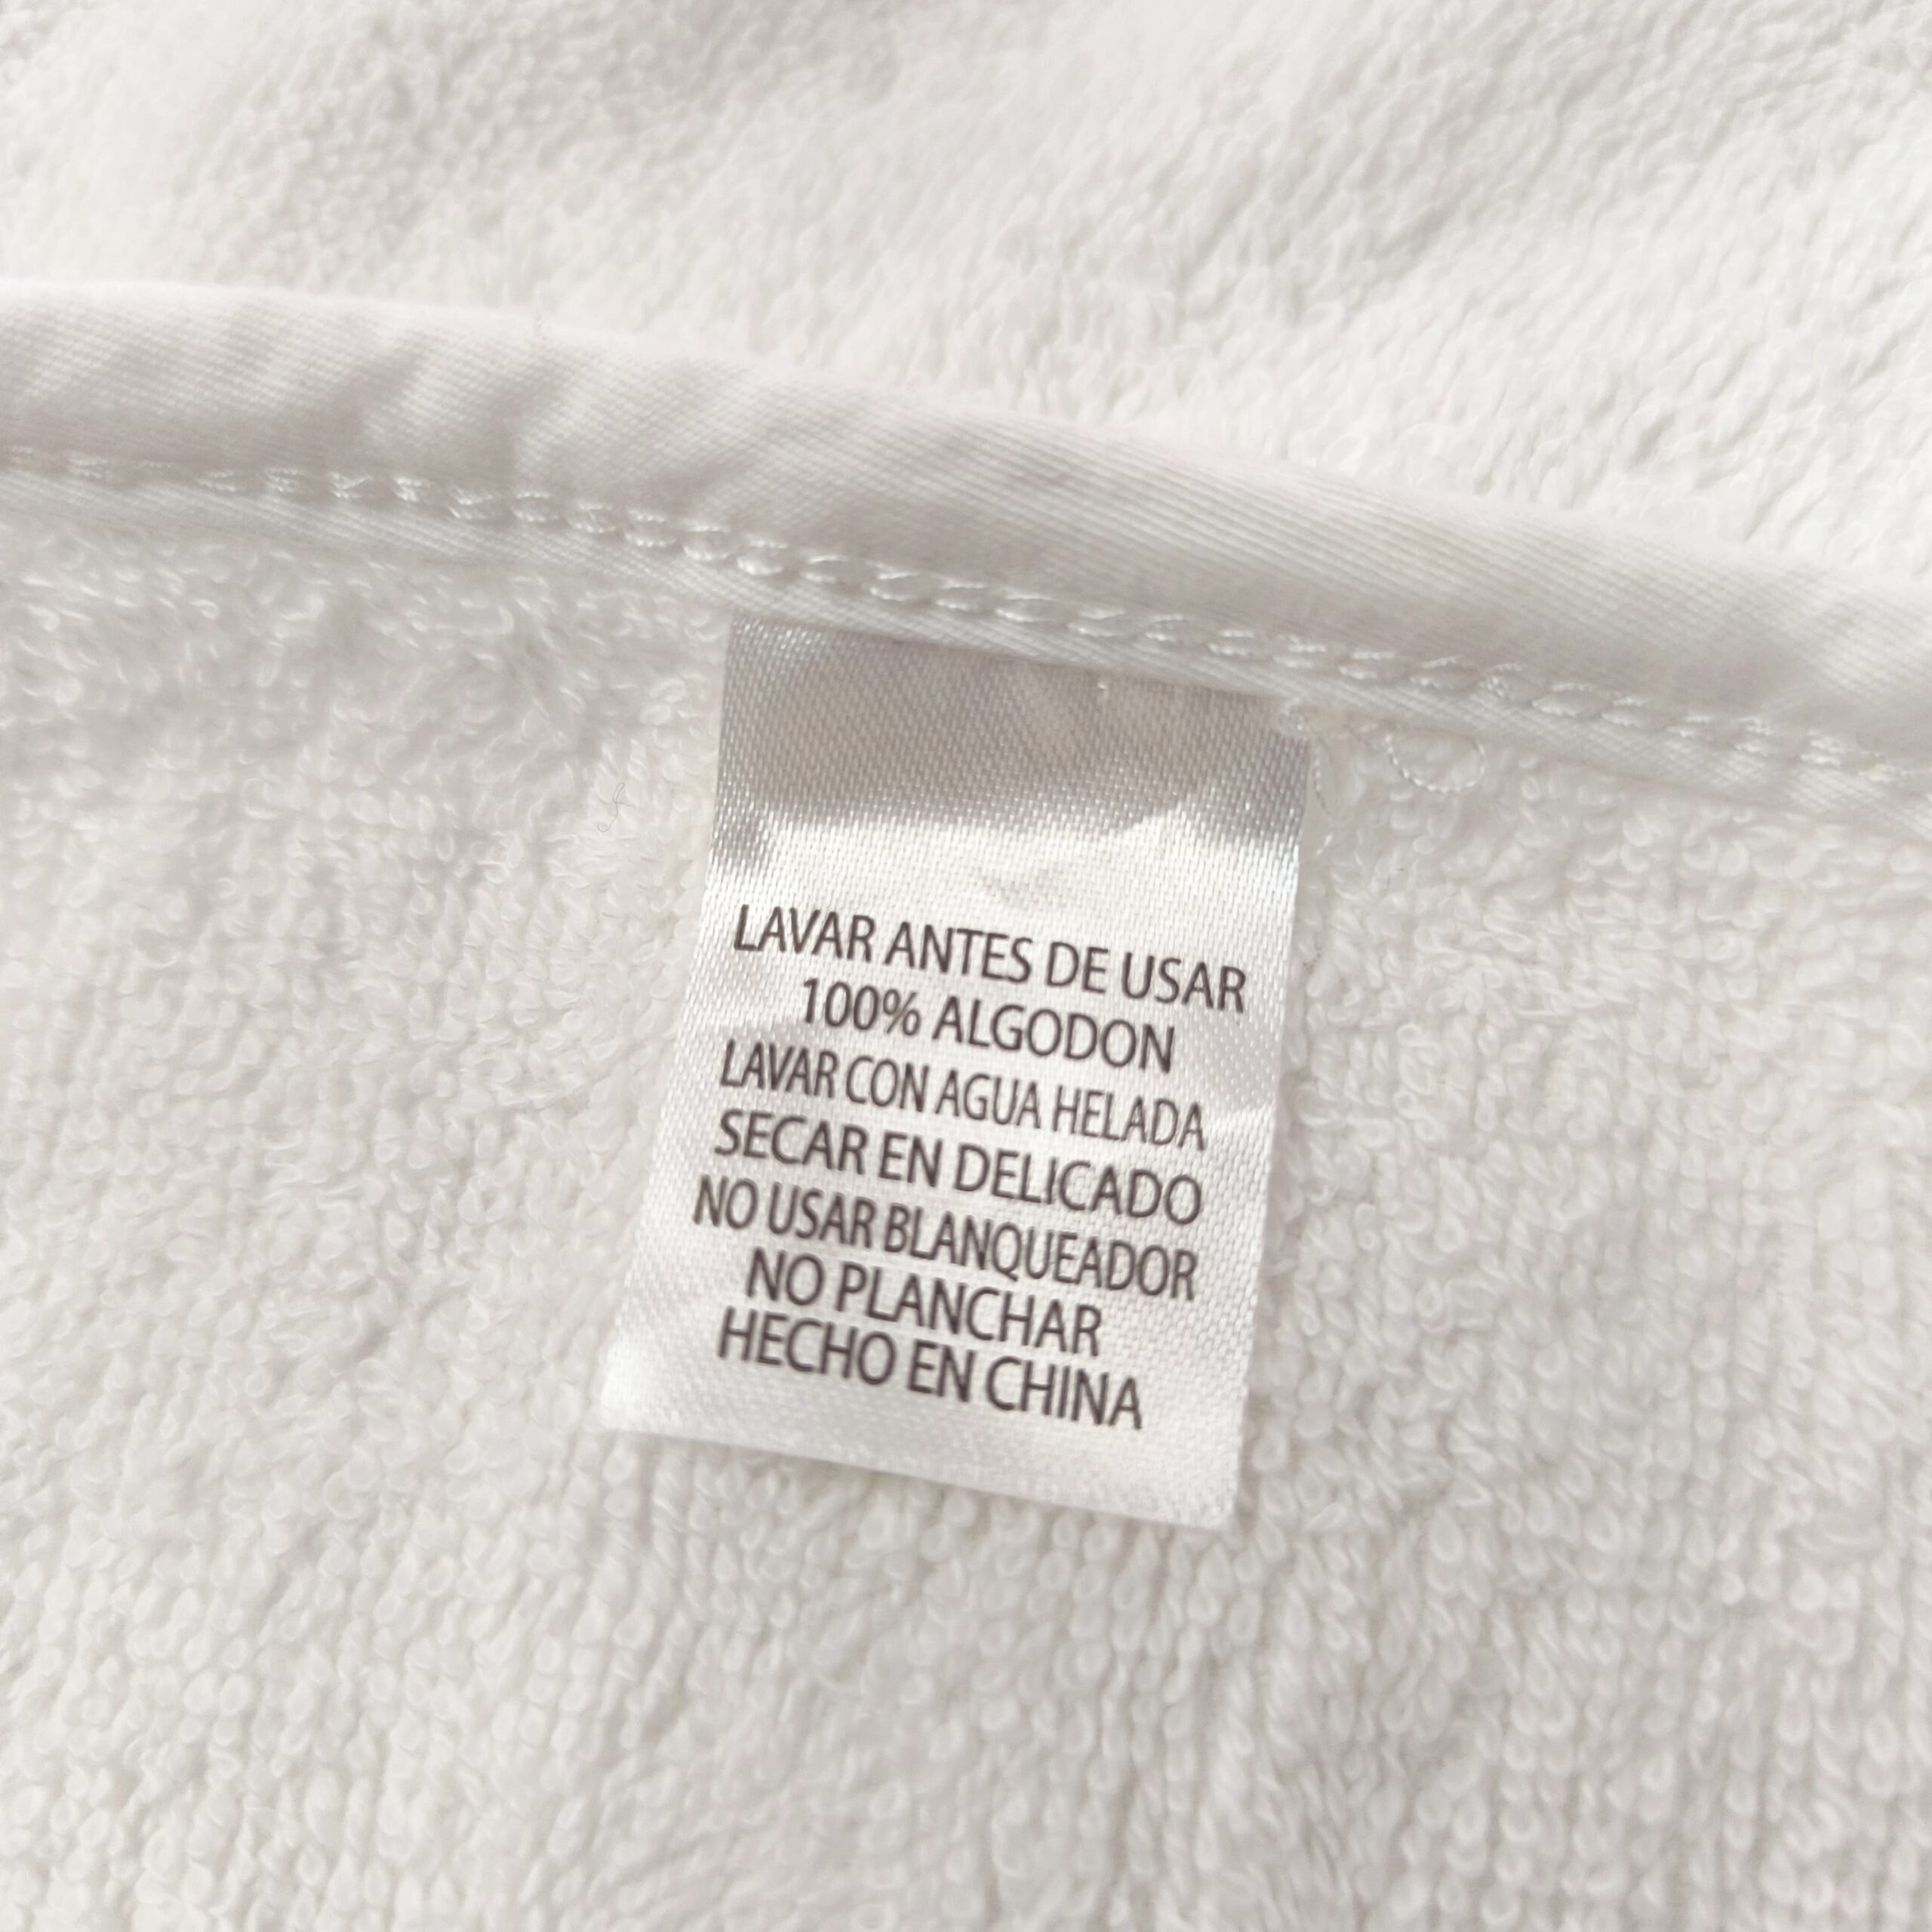 LAVAR ANTES DE USAR
100% ALGODON
LAVAR CON AGUA HELADA
SECAR EN DELICADO
NO USAR BLANQUEADOR
NO PLANCHAR
HECHO EN CHINA